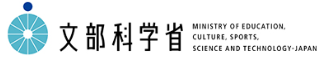 文部科学省
MINISTRY OF EDUCATION,
CULTURE, SPORTS,
SCIENCE AND TECHNOLOGY-JAPAN